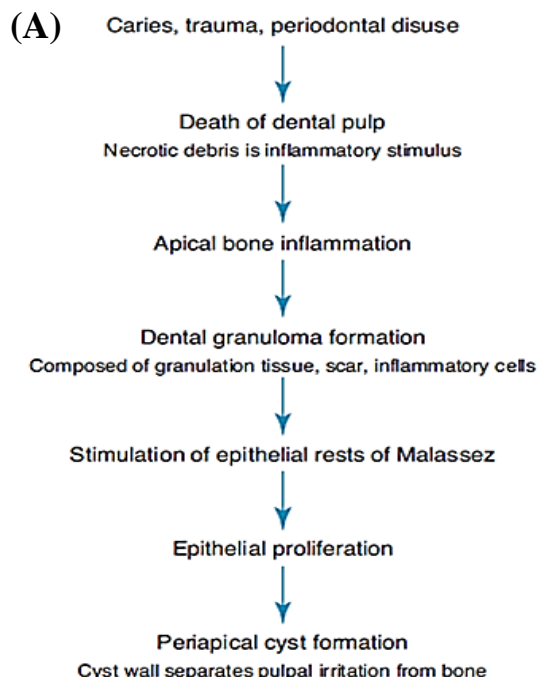 (A)
Caries, trauma, periodontal disuse
Death of dental pulp
Necrotic debris is inflammatory stimulus
Apical bone inflammation
Dental granuloma formation
Composed of granulation tissue, scar, inflammatory cells
Stimulation of epithelial rests of Malassez
Epithelial proliferation
Periapical cyst formation
Cyst wall separates pulpal irritation from bone